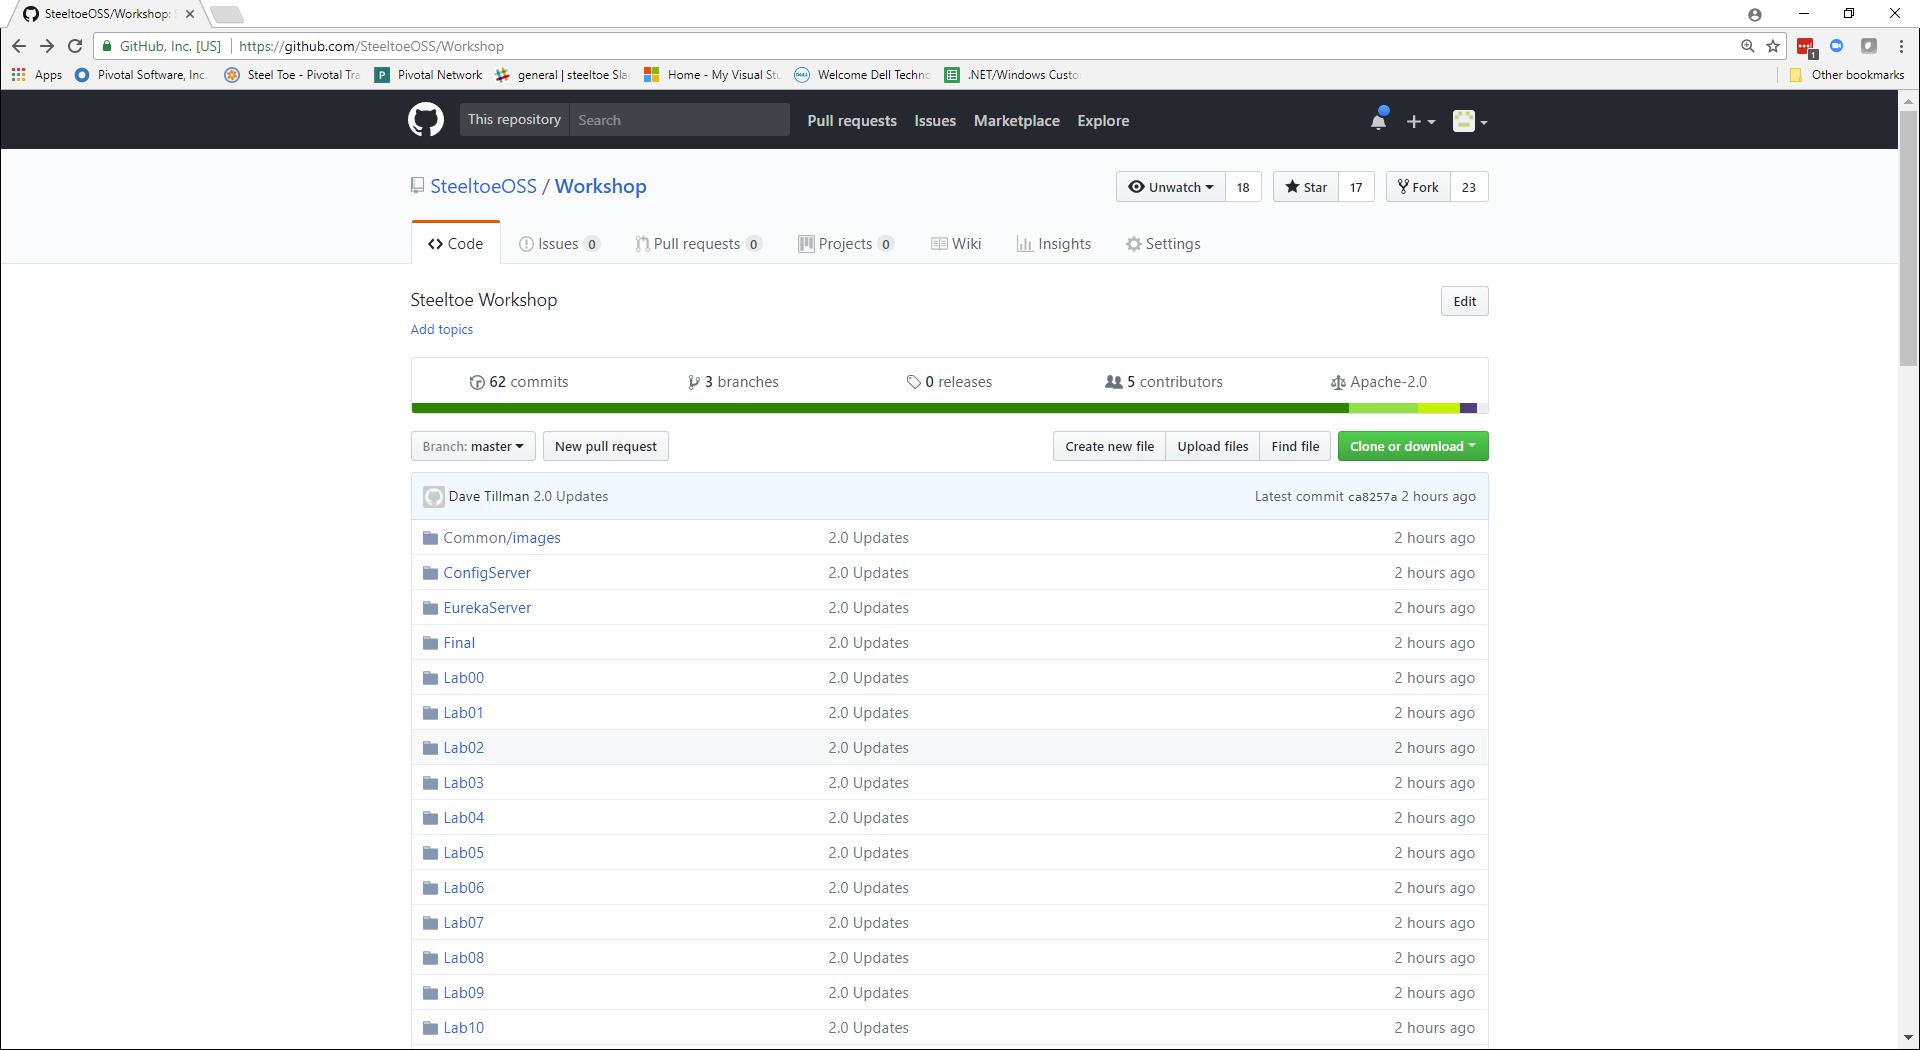 SteeltoeOSS/Workshop:
GitHub, Inc. [US] https://github.com/SteeltoeOSS/Workshop
1
Apps Pivotal Software, Inc. Steel Toe - Pivotal Tra Pivotal Network general | steeltoe Slac Home - My Visual Stu DELL Welcome Dell Techno .NET/Windows Custo Other bookmarks
This repository Search Pull requests Issues Marketplace Explore
SteeltoeOSS / Workshop Unwatch 18 Star 17 Fork 23
Code Issues 0 Pull requests 0 Projects 0 Wiki Insights Settings
Steeltoe Workshop Edit
Add topics
62 commits 3 branches 0 releases 5 contributors Apache-2.0
Branch: master New pull request Create new file Upload files Find file Clone or download
Dave Tillman 2.0 Updates Latest commit ca8257a 2 hours ago
Common/images 2.0 Updates 2 hours ago
ConfigServer 2.0 Updates 2 hours ago
EurekaServer 2.0 Updates 2 hours ago
Final 2.0 Updates 2 hours ago
Lab00 2.0 Updates 2 hours ago
Lab01 2.0 Updates 2 hours ago
Lab02 2.0 Updates 2 hours ago
Lab03 2.0 Updates 2 hours ago
Lab04 2.0 Updates 2 hours ago
Lab05 2.0 Updates 2 hours ago
Lab06 2.0 Updates 2 hours ago
Lab07 2.0 Updates 2 hours ago
Lab08 2.0 Updates 2 hours ago
Lab09 2.0 Updates 2 hours ago
Lab10 2.0 Updates 2 hours ago